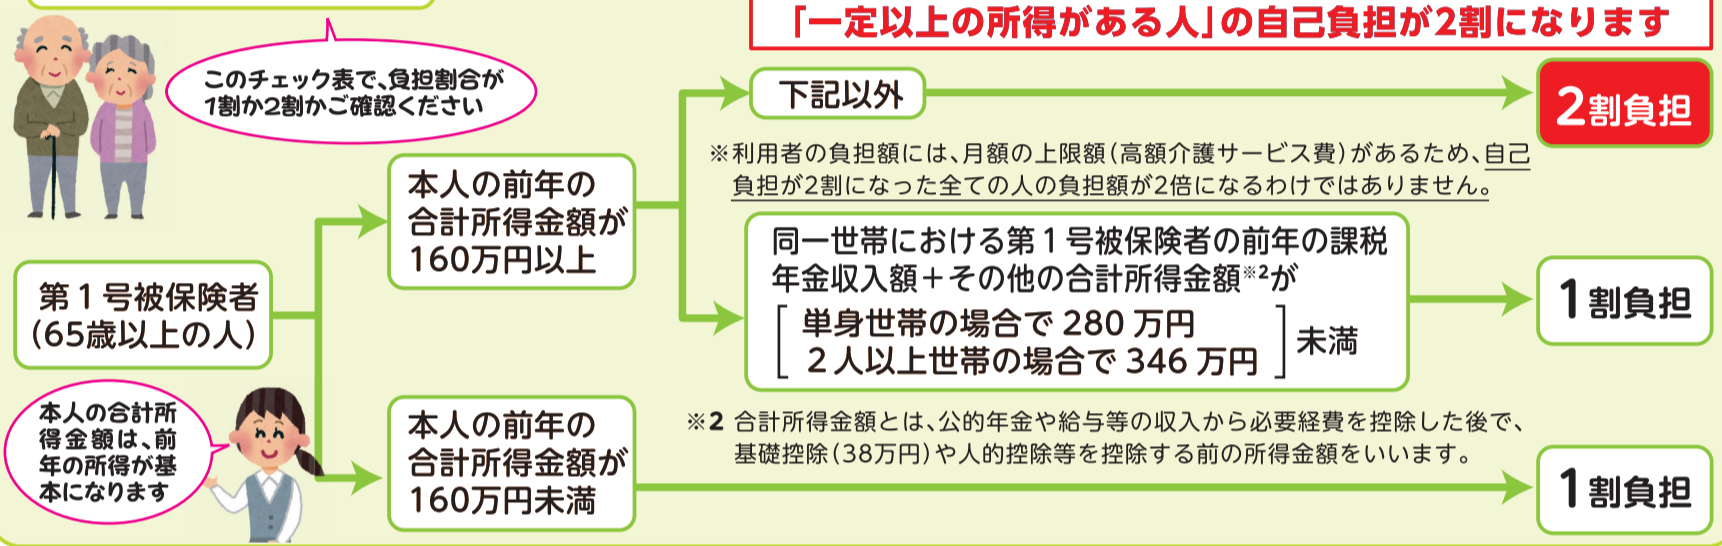 「一定以上の所得がある人」の自己負担が2割になります
このチェック表で、負担割合が
1割か2割かご確認ください
下記以外
2割負担
※利用者の負担額には、月額の上限額(高額介護サービス費)があるため、自己
負担が2割になった全ての人の負担額が2倍になるわけではありません。
本人の前年の
合計所得金額が
160万円以上
同一世帯における第1号被保険者の前年の課税
年金収入額+その他の合計所得金額※2が
単身世帯の場合で 280 万円
2人以上世帯の場合で 346 万円
未満
1割負担
第1号被保険者
(65歳以上の人)
本人の合計所
得金額は、前
年の所得が基
本になります
本人の前年の
合計所得金額が
160万円未満
※2 合計所得金額とは、公的年金や給与等の収入から必要経費を控除した後で、
基礎控除(38万円)や人的控除等を控除する前の所得金額をいいます。
1割負担